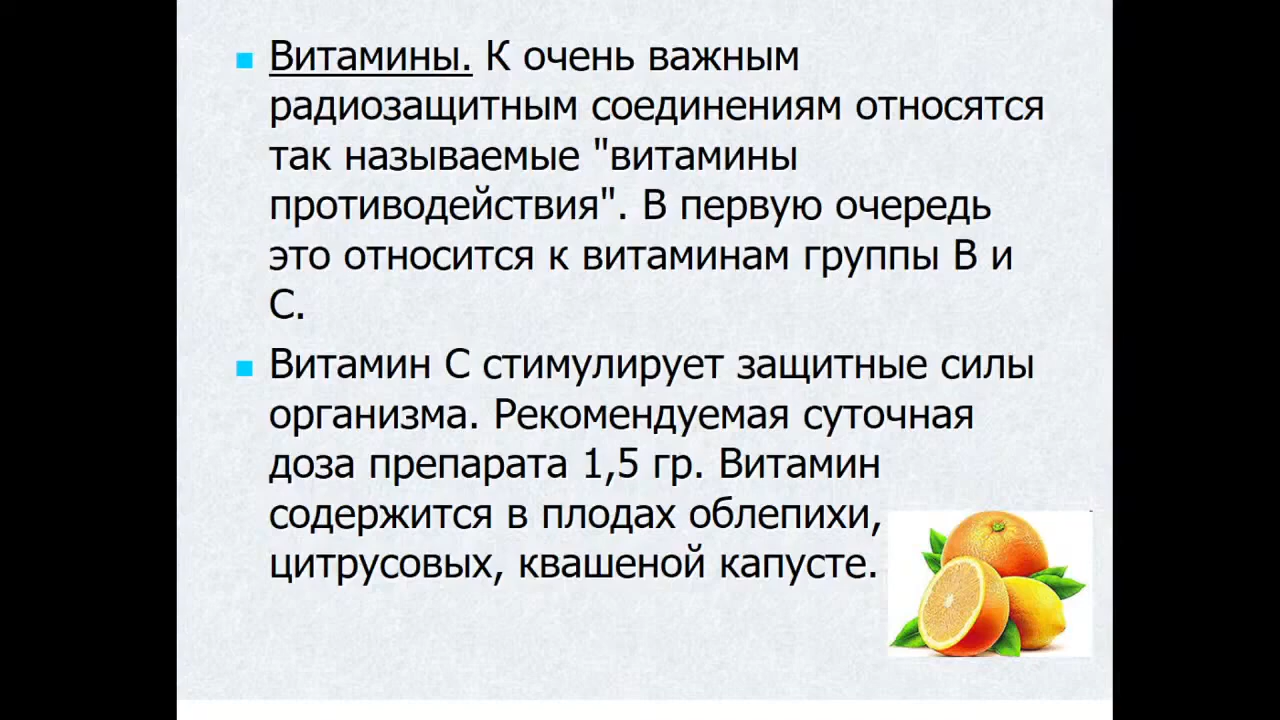 Витамины. К очень важным
радиозащитным соединениям относятся
так называемые "витамины
противодействия". В первую очередь
это относится к витаминам группы В и
С.
Витамин С стимулирует защитные силы
организма. Рекомендуемая суточная
доза препарата 1,5 гр. Витамин
содержится в плодах облепихи,
цитрусовых, квашеной капусте.